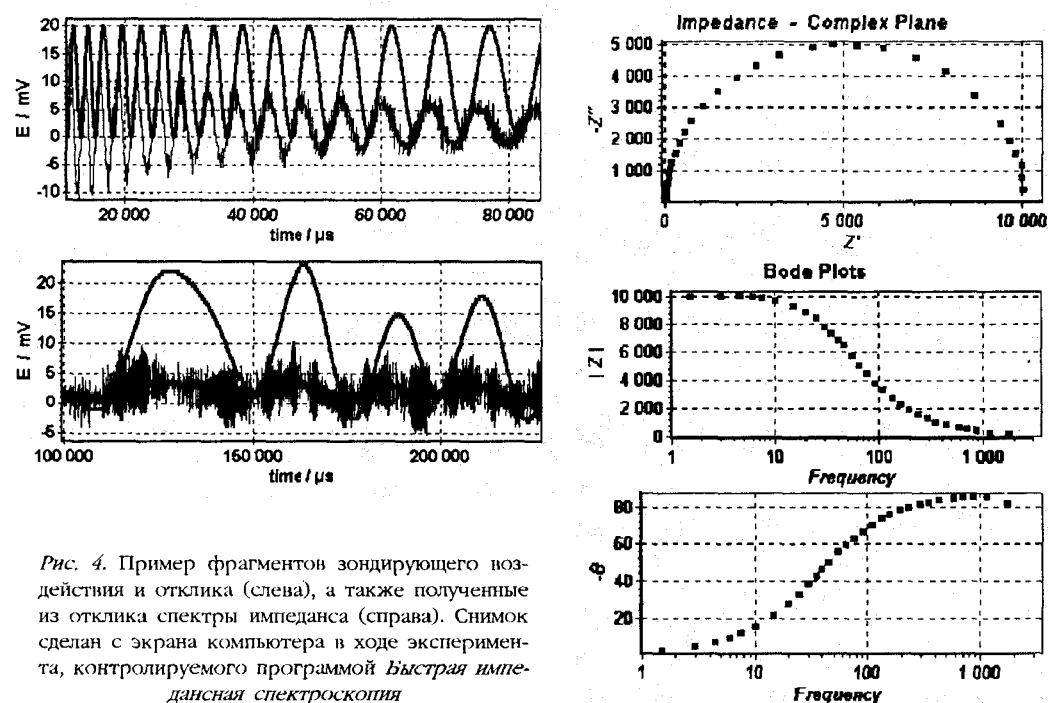 20
15
10
5
0
-5
-10
E / mV
20 000 40 000 60 000 80 000
time / µs
20
15
10
5
0
-5
E / mV
100 000 150 000 200 000
time / µs
Рис. 4. Пример фрагментов зондирующего воз-
действия и отклика (слева), а также полученные
из отклика спектры импеданса (справа). Снимок
сделан с экрана компьютера в ходе эксперимен-
та, контролируемого программой Быстрая импе-
дансная спектроскопия
Impedance - Complex Plane
5 000
4 000
3 000
2 000
1 000
-Z''
0 5 000 10 000
Z'
Bode Plots
10 000
8 000
6 000
4 000
2 000
0
| Z |
1 10 100 1 000
Frequency
80
60
40
20
-θ
1 10 100 1 000
Frequency